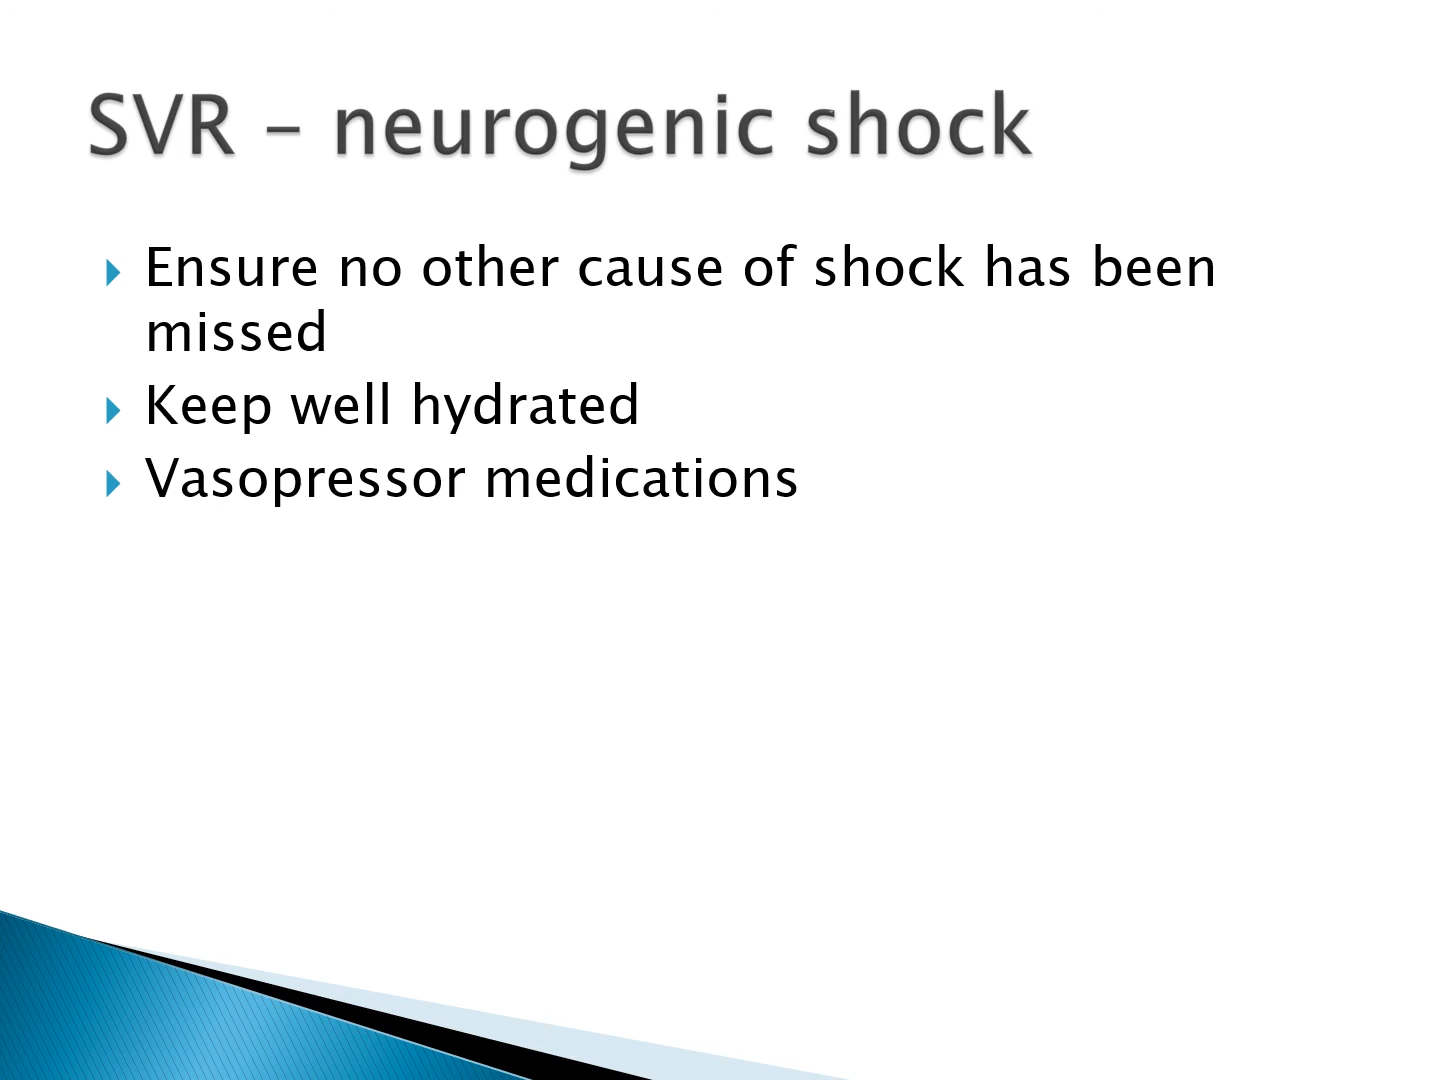 SVR – neurogenic shock
Ensure no other cause of shock has been
missed
Keep well hydrated
Vasopressor medications